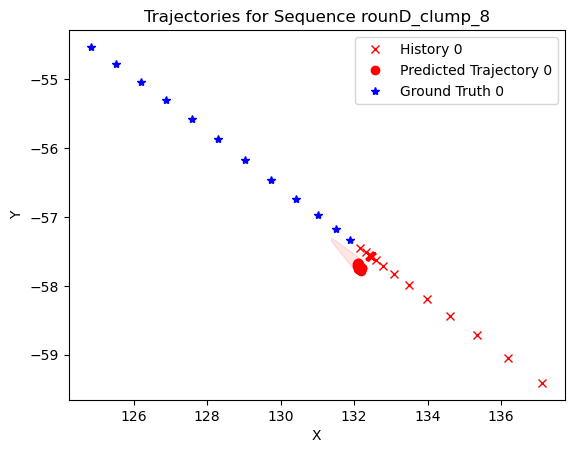 Trajectories for Sequence rounD_clump_8
History 0
Predicted Trajectory 0
Ground Truth 0
−55
−56
−57
−58
−59
Y
126
128
130
132
134
136
X